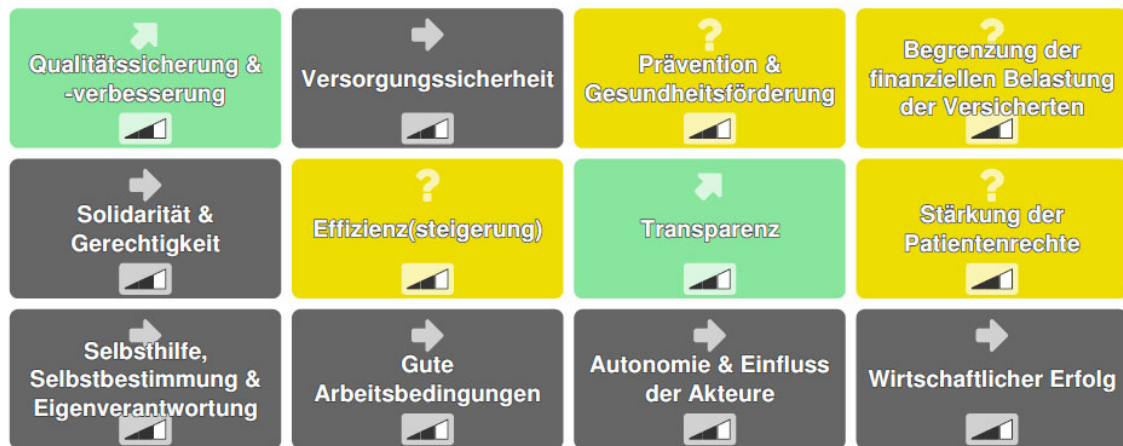 Qualitätssicherung &
-verbesserung
Versorgungssicherheit
?
Prävention &
Gesundheitsförderung
?
Begrenzung der
finanziellen Belastung
der Versicherten
Solidarität &
Gerechtigkeit
?
Effizienz(steigerung)
Transparenz
?
Stärkung der
Patientenrechte
Selbsthilfe,
Selbstbestimmung &
Eigenverantwortung
Gute
Arbeitsbedingungen
Autonomie & Einfluss
der Akteure
Wirtschaftlicher Erfolg